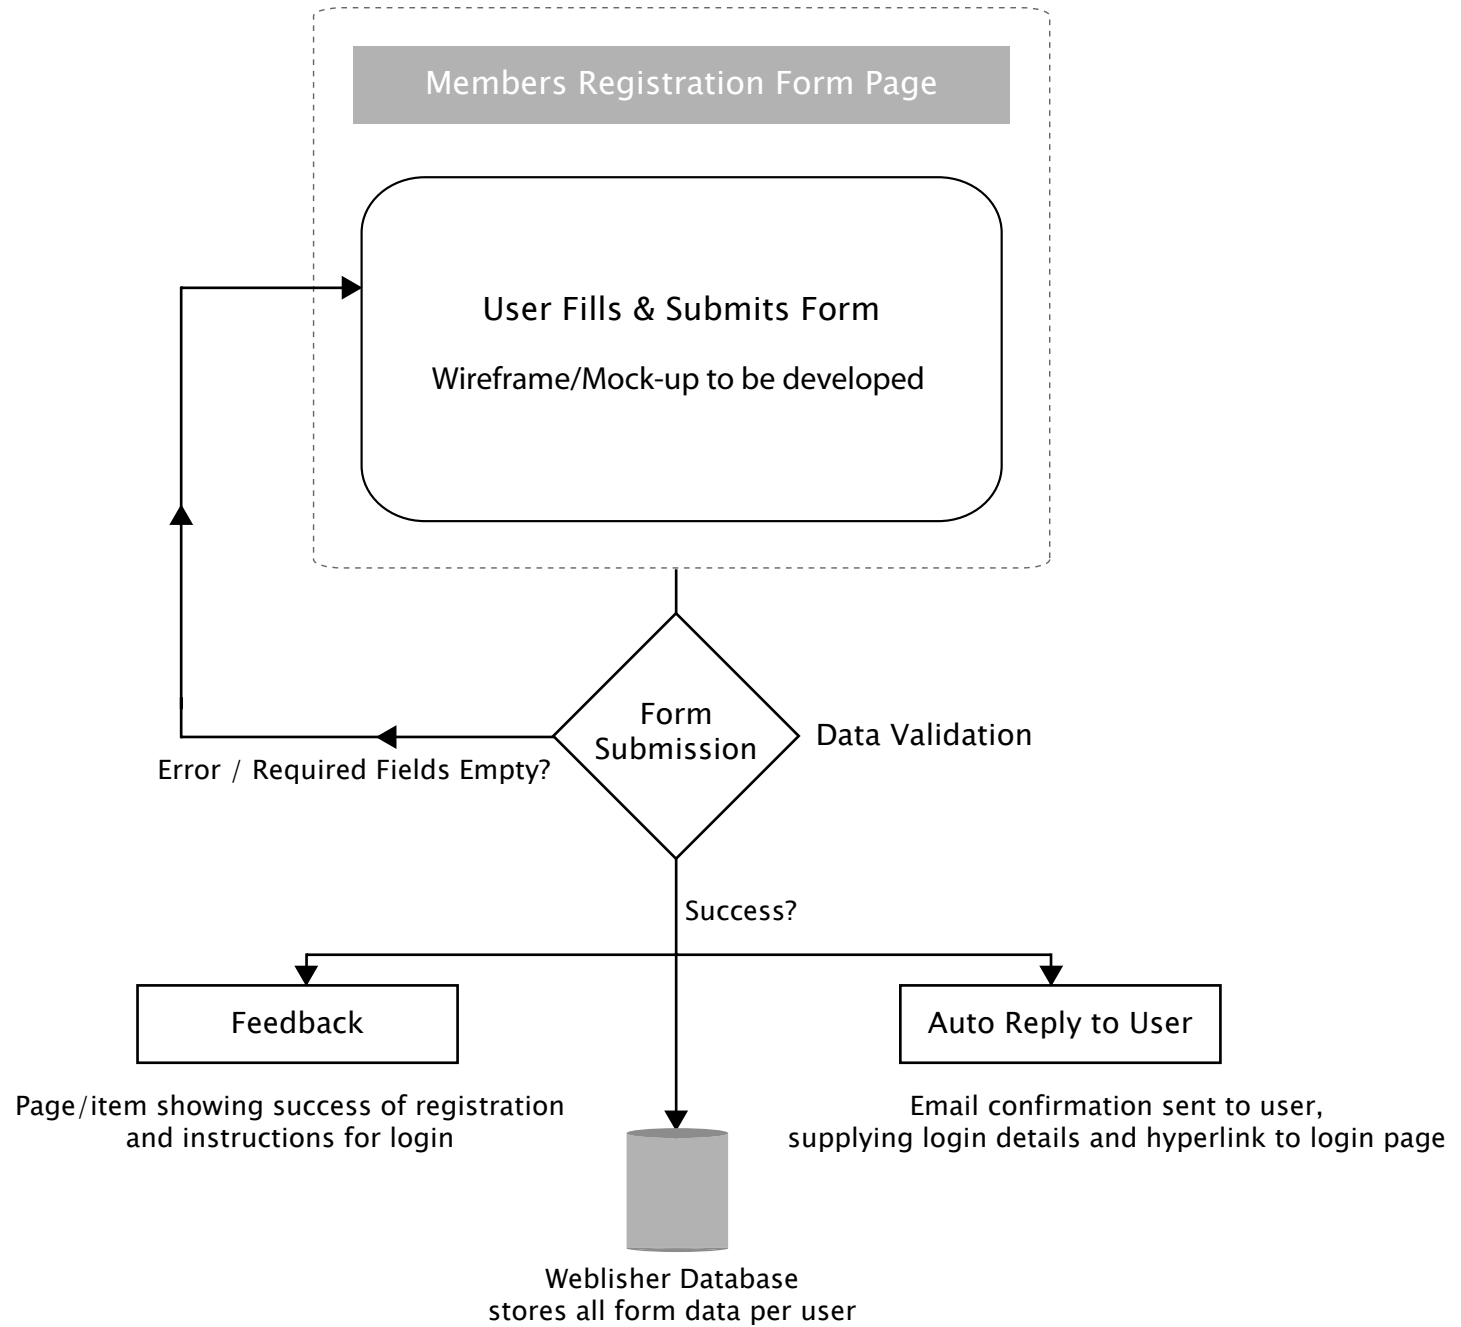 Members Registration Form Page
User Fills & Submits Form
Wireframe/Mock-up to be developed
Form
Submission
Data Validation
Error / Required Fields Empty?
Success?
Feedback
Auto Reply to User
Page/item showing success of registration
and instructions for login
Email confirmation sent to user,
supplying login details and hyperlink to login page
Weblisher Database
stores all form data per user